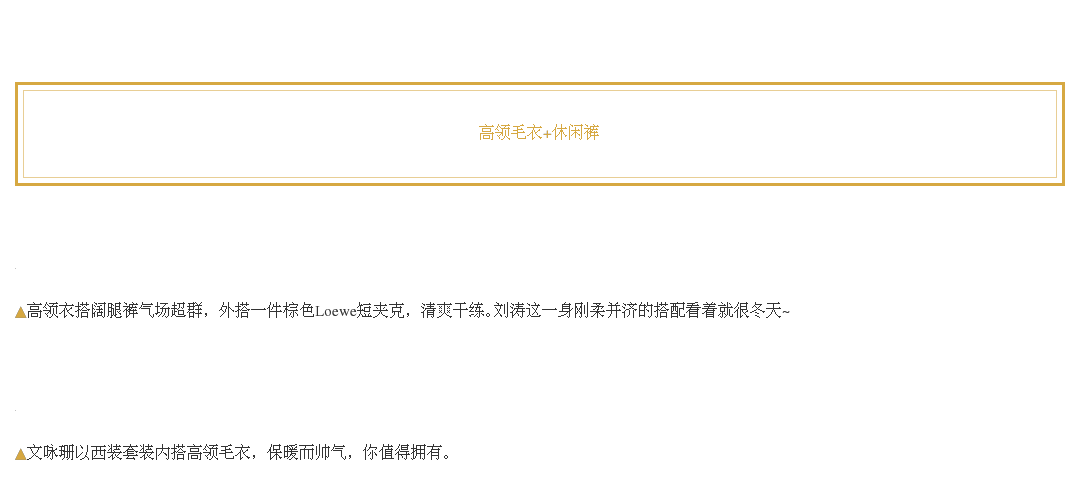 高领毛衣+休闲裤
▲高领衣搭阔腿裤气场超群，外搭一件棕色Loewe短夹克，清爽干练。刘涛这一身刚柔并济的搭配看着就很冬天~
▲文咏珊以西装套装内搭高领毛衣，保暖而帅气，你值得拥有。